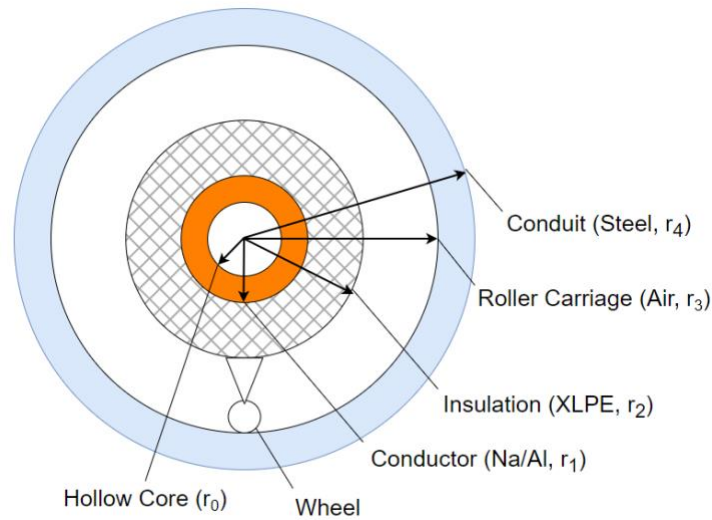 Conduit (Steel, r₄)
Roller Carriage (Air, r₃)
Insulation (XLPE, r₂)
Conductor (Na/Al, r₁)
Hollow Core (r₀)
Wheel